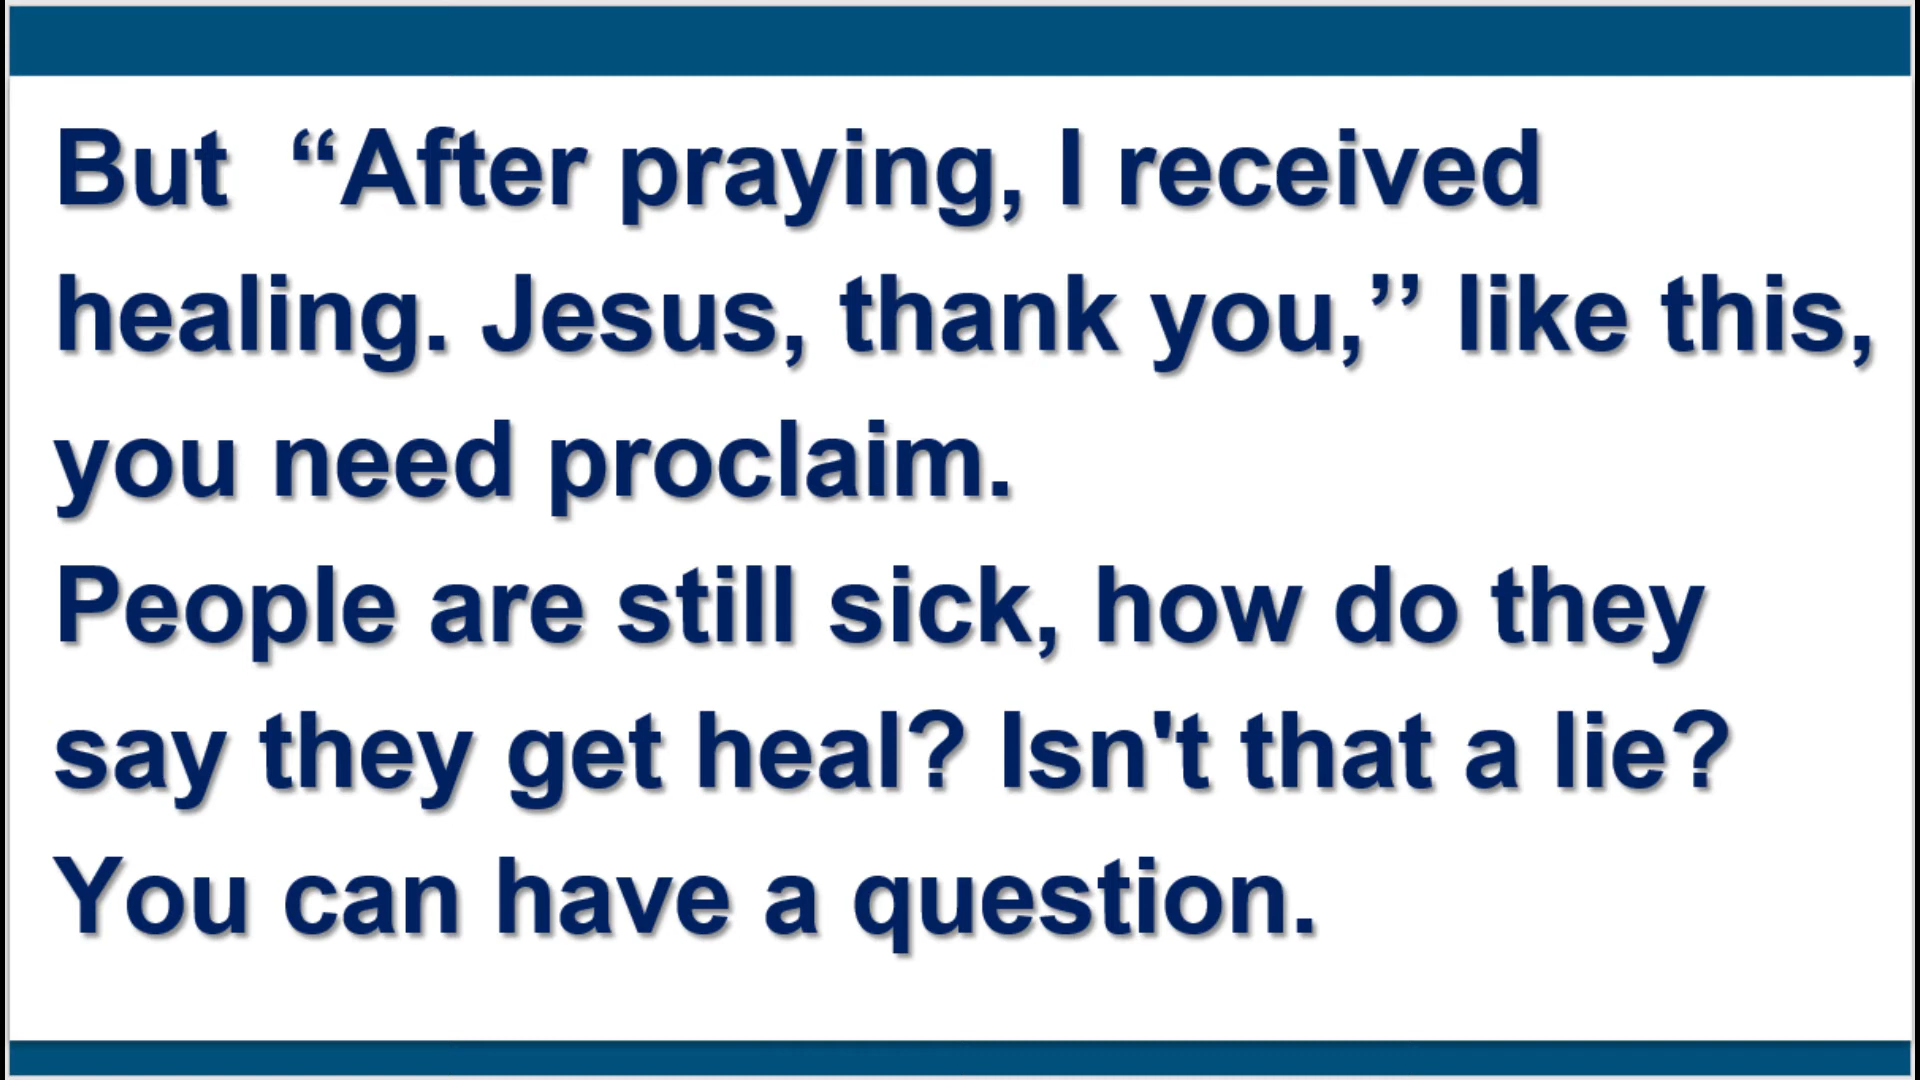 But  “After praying, I received
healing. Jesus, thank you,’’ like this,
you need proclaim.
People are still sick, how do they
say they get heal? Isn't that a lie?
You can have a question.